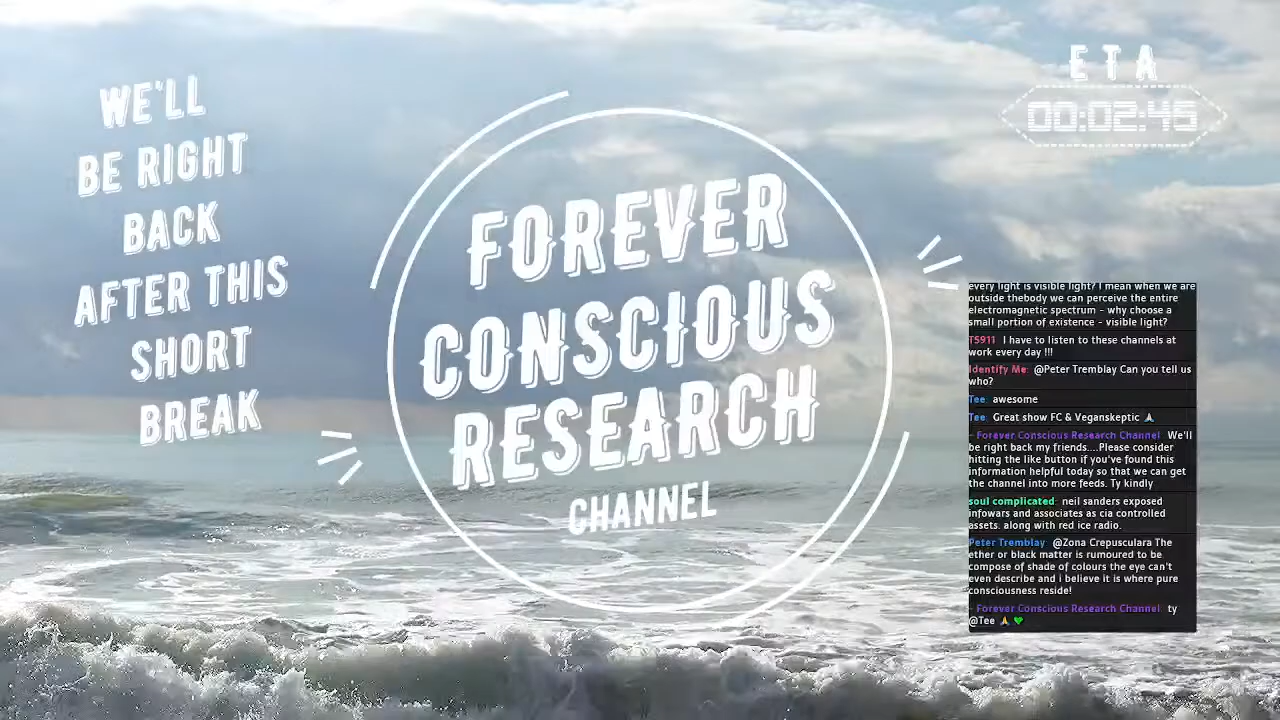 WE'LL
BE RIGHT
BACK
AFTER THIS
SHORT
BREAK
FOREVER
CONSCIOUS
RESEARCH
CHANNEL
ETA
00:02:45
every light is visible light? I mean when we are
outside thebody we can perceive the entire
electromagnetic spectrum - why choose a
small portion of existence - visible light?
T5911 I have to listen to these channels at
work every day !!!
Identify Me: @Peter Tremblay Can you tell us
who?
Tee: awesome
Tee: Great show FC & Veganskeptic 🙏
- Forever Conscious Research Channel We'll
be right back my friends....Please consider
hitting the like button if you've found this
information helpful today so that we can get
the channel into more feeds. Ty kindly
soul complicated: neil sanders exposed
infowars and associates as cia controlled
assets. along with red ice radio.
Peter Tremblay: @Zona Crepusculara The
ether or black matter is rumoured to be
compose of shade of colours the eye can't
even describe and i believe it is where pure
consciousness reside!
- Forever Conscious Research Channel ty
@Tee 🙏 💚